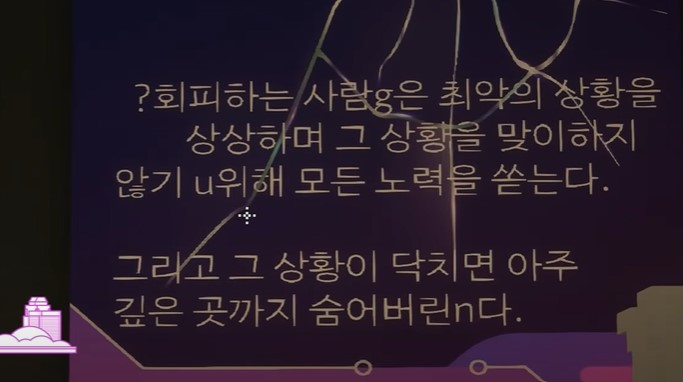 ?회피하는 사람g은 최악의 상황을
상상하며 그 상황을 맞이하지
않기 u위해 모든 노력을 쏟는다.
그리고 그 상황이 닥치면 아주
깊은 곳까지 숨어버린n다.